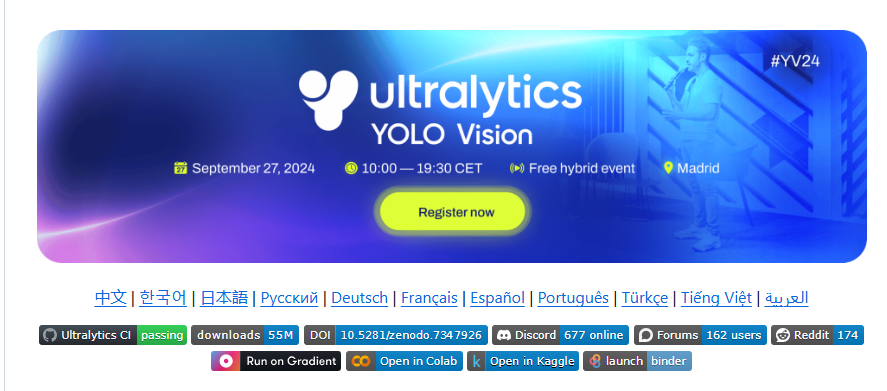 #YV24
ultralytics
YOLO Vision
September 27, 2024 10:00 — 19:30 CET Free hybrid event Madrid
Register now
中文 | 한국어 | 日本語 | Русский | Deutsch | Français | Español | Português | Türkçe | Tiếng Việt | العربية
Ultralytics CI passing downloads 55M DOI 10.5281/zenodo.7347926 Discord 677 online Forums 162 users Reddit 174
Run on Gradient Open in Colab k Open in Kaggle launch binder